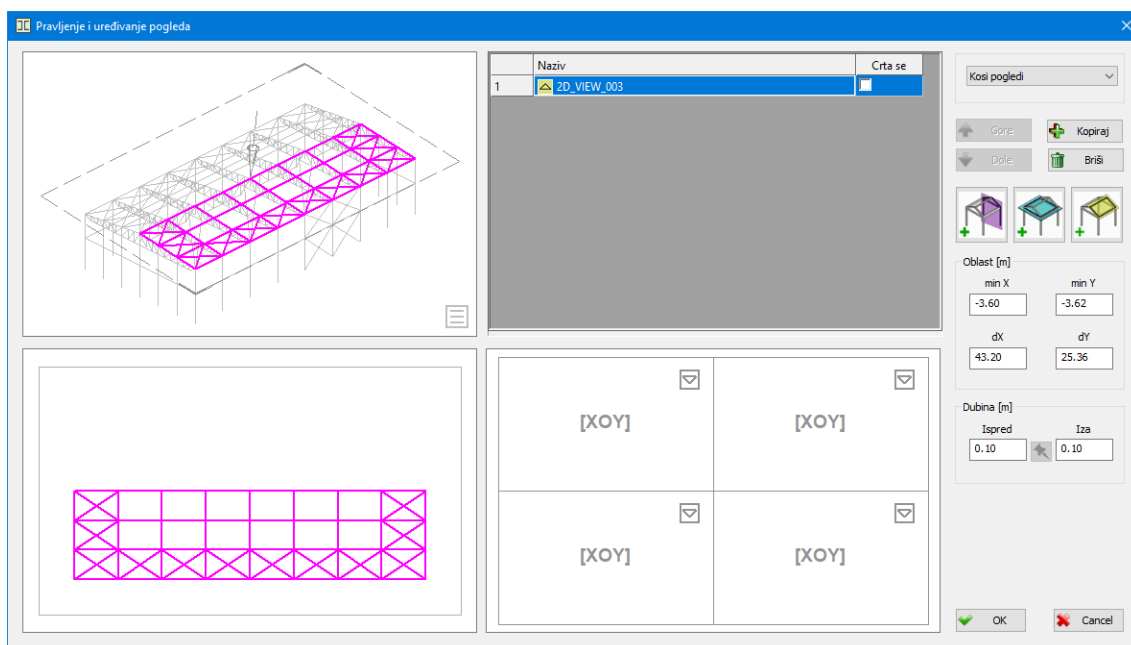 Pravljenje i uređivanje pogleda
Naziv Crta se
1 2D_VIEW_003
Kosi pogledi
Gore Kopiraj
Dole Briši
Oblast [m]
min X min Y
-3.60 -3.62
dX dY
43.20 25.36
Dubina [m]
Ispred Iza
0.10 0.10
[XOY] [XOY]
[XOY] [XOY]
OK Cancel